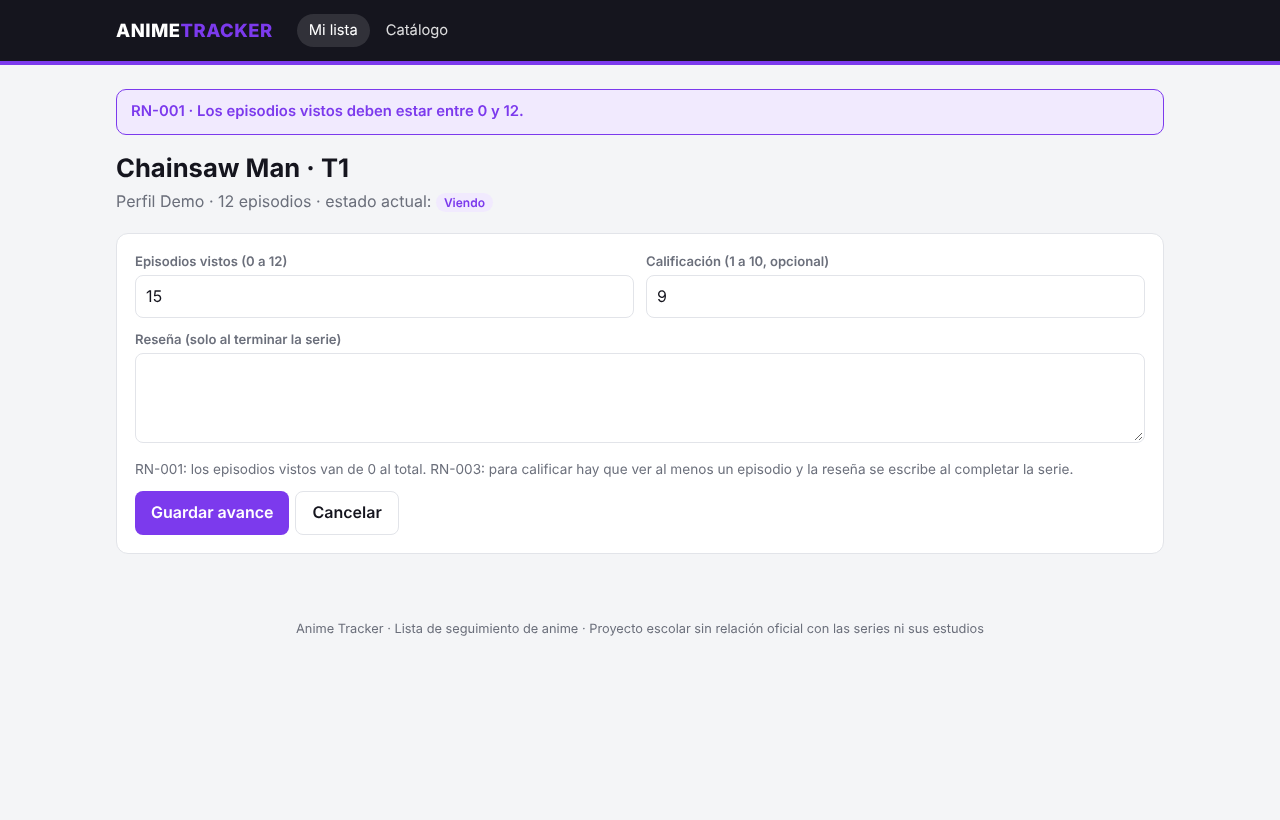 ANIMETRACKER Mi lista Catálogo
RN-001 · Los episodios vistos deben estar entre 0 y 12.
Chainsaw Man · T1
Perfil Demo · 12 episodios · estado actual: Viendo
Episodios vistos (0 a 12) Calificación (1 a 10, opcional)
15 9
Reseña (solo al terminar la serie)
RN-001: los episodios vistos van de 0 al total. RN-003: para calificar hay que ver al menos un episodio y la reseña se escribe al completar la serie.
Guardar avance Cancelar
Anime Tracker · Lista de seguimiento de anime · Proyecto escolar sin relación oficial con las series ni sus estudios